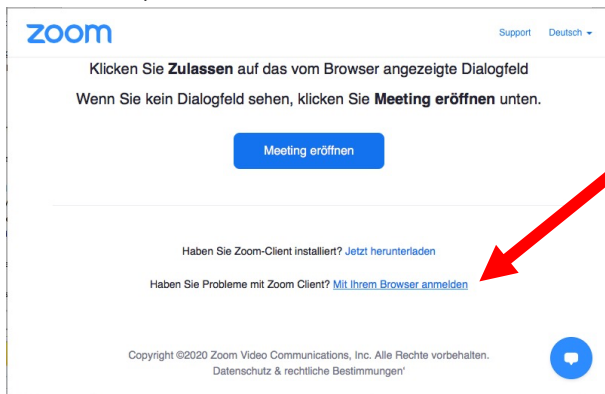 zoom
Support Deutsch
Klicken Sie Zulassen auf das vom Browser angezeigte Dialogfeld
Wenn Sie kein Dialogfeld sehen, klicken Sie Meeting eröffnen unten.
Meeting eröffnen
Haben Sie Zoom-Client installiert? Jetzt herunterladen
Haben Sie Probleme mit Zoom Client? Mit Ihrem Browser anmelden
Copyright ©2020 Zoom Video Communications, Inc. Alle Rechte vorbehalten.
Datenschutz & rechtliche Bestimmungen'